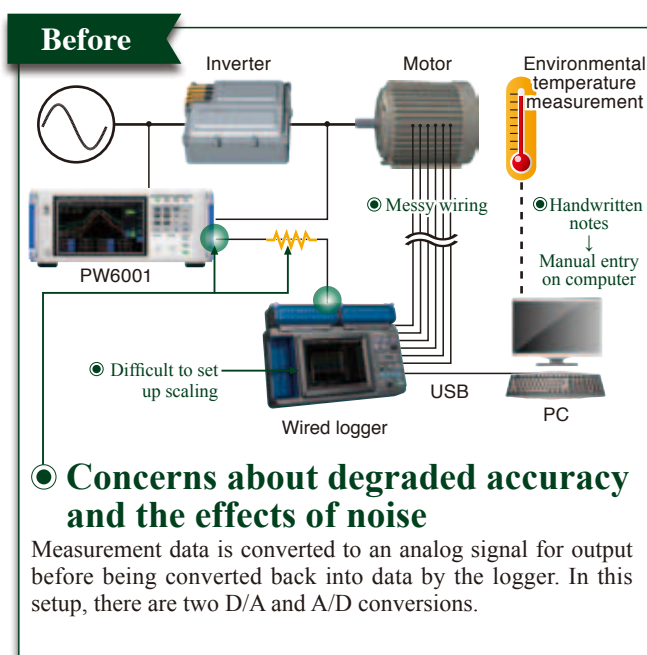 Before
Inverter
Motor
Environmental
temperature
measurement
◉ Messy wiring
◉ Handwritten
notes
↓
Manual entry
on computer
PW6001
◉ Difficult to set
up scaling
USB
PC
Wired logger
◉ Concerns about degraded accuracy
and the effects of noise
Measurement data is converted to an analog signal for output
before being converted back into data by the logger. In this
setup, there are two D/A and A/D conversions.